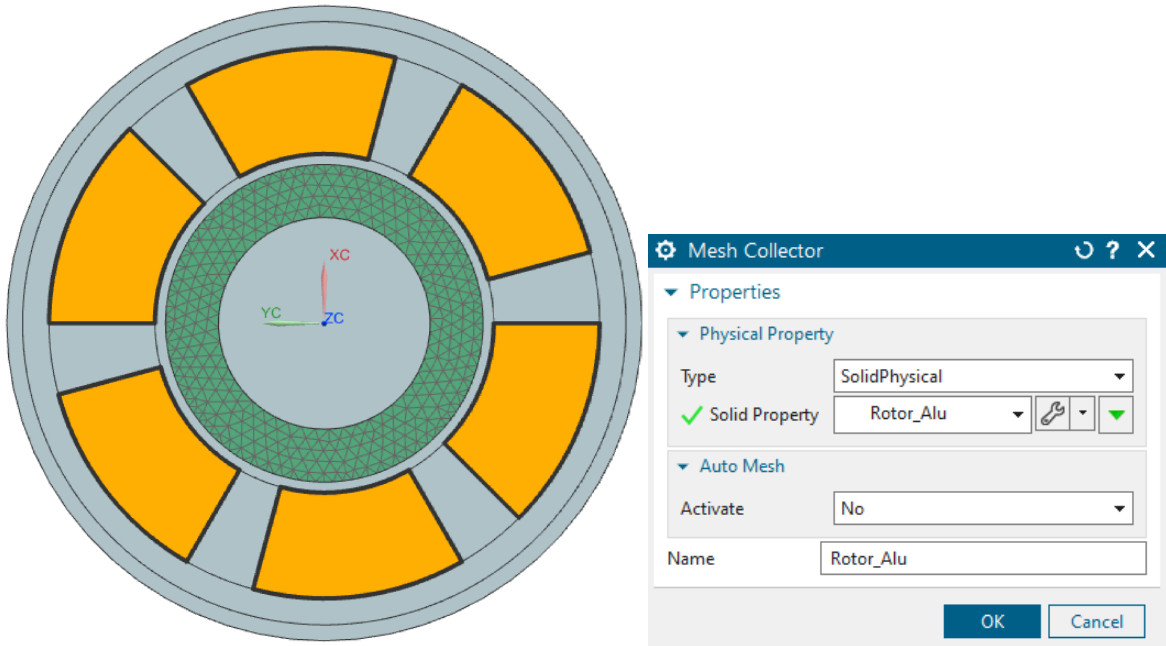 XC
YC
ZC
Mesh Collector
Properties
Physical Property
Type SolidPhysical
Solid Property Rotor_Alu
Auto Mesh
Activate No
Name Rotor_Alu
OK Cancel